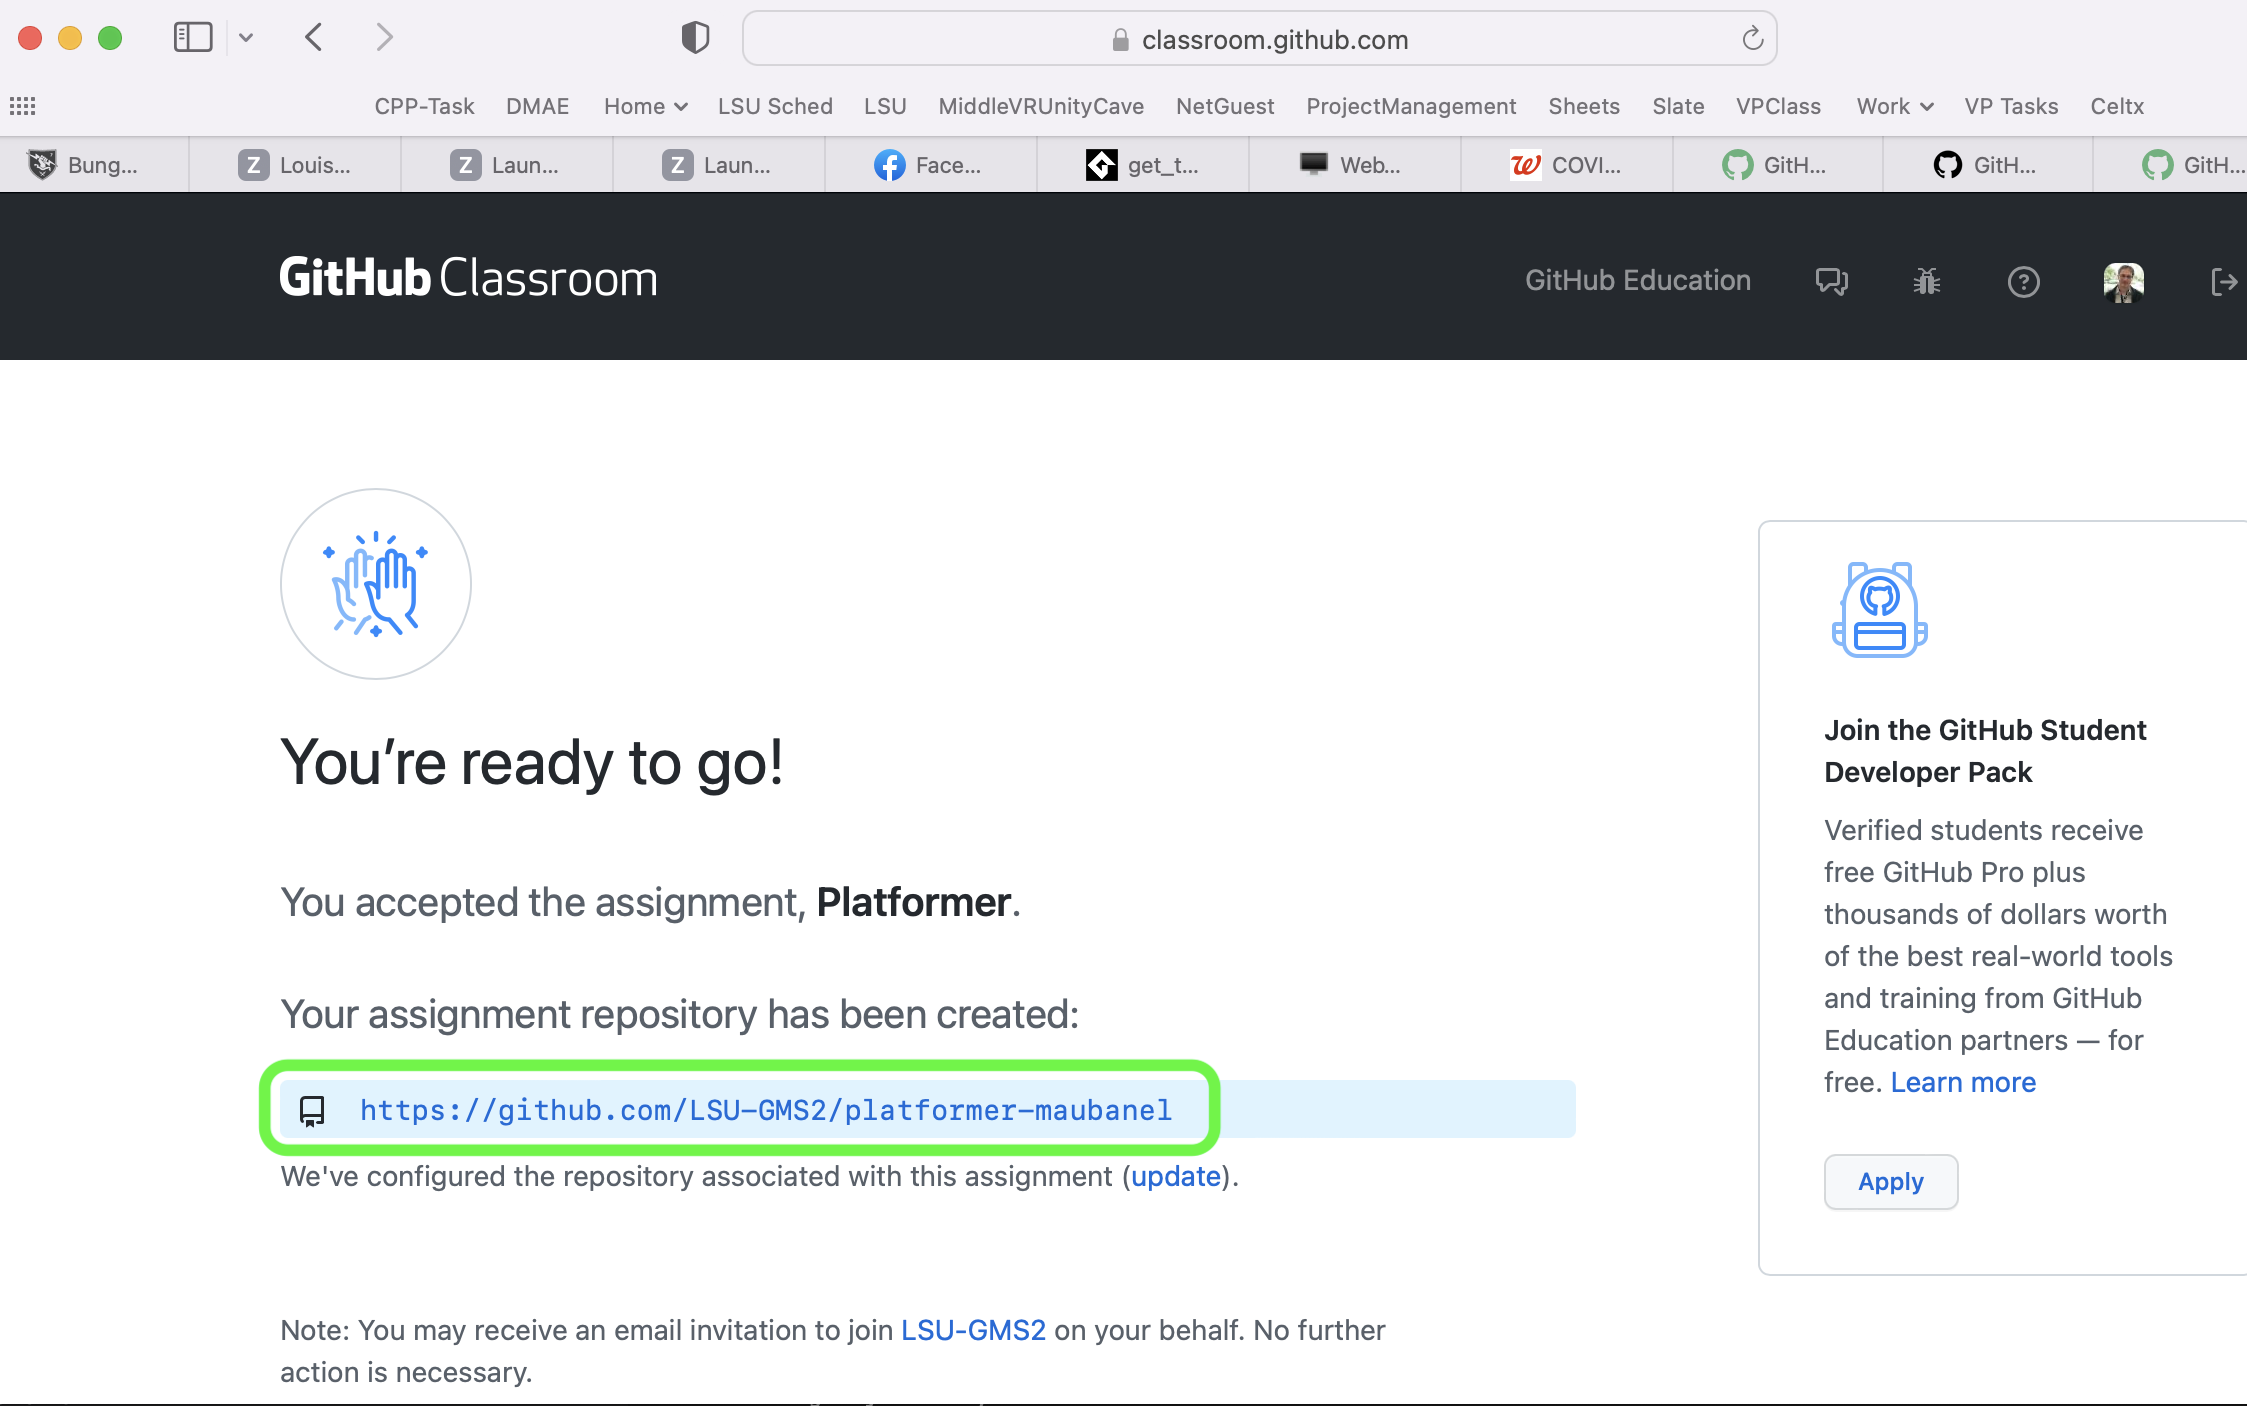 classroom.github.com
CPP-Task DMAE Home LSU Sched LSU MiddleVRUnityCave NetGuest ProjectManagement Sheets Slate VPClass Work VP Tasks Celtx
Bung... Z Louis... Z Laun... Z Laun... Face... get_t... Web... COVI... GitH... GitH... GitH...
GitHub Classroom
GitHub Education
You’re ready to go!
You accepted the assignment, Platformer.
Your assignment repository has been created:
https://github.com/LSU-GMS2/platformer-maubanel
We've configured the repository associated with this assignment (update).
Note: You may receive an email invitation to join LSU-GMS2 on your behalf. No further
action is necessary.
Join the GitHub Student
Developer Pack
Verified students receive
free GitHub Pro plus
thousands of dollars worth
of the best real-world tools
and training from GitHub
Education partners — for
free. Learn more
Apply